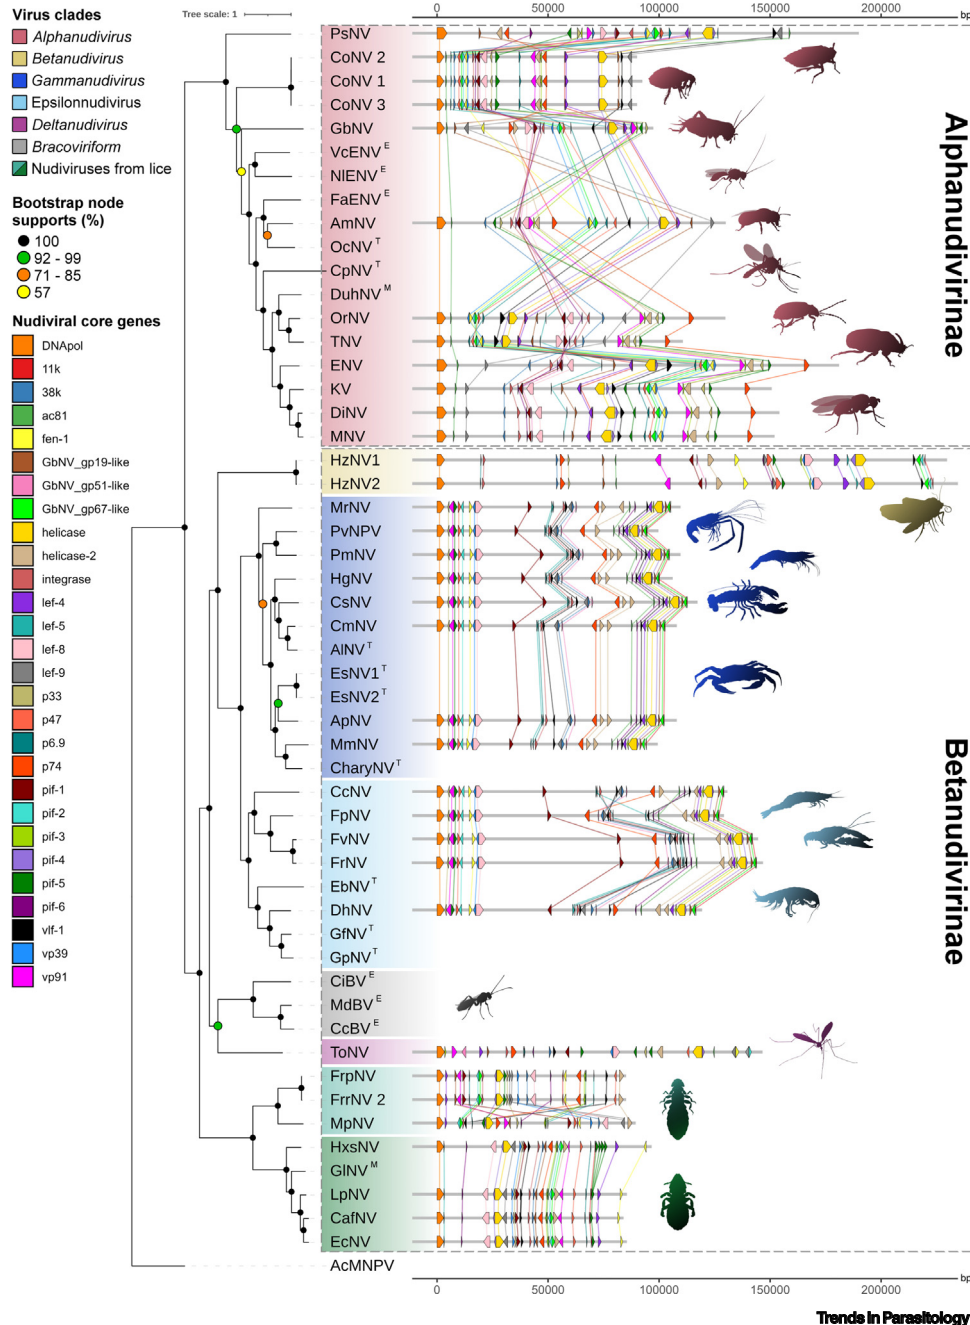 Virus clades
Alphanudivirus
Betanudivirus
Gammanudivirus
Epsilonnudivirus
Deltanudivirus
Bracoviriform
Nudiviruses from lice
Bootstrap node
supports (%)
100
92 - 99
71 - 85
57
Nudiviral core genes
DNApol
11k
38k
ac81
fen-1
GbNV_gp19-like
GbNV_gp51-like
GbNV_gp67-like
helicase
helicase-2
integrase
lef-4
lef-5
lef-8
lef-9
p33
p47
p6.9
p74
pif-1
pif-2
pif-3
pif-4
pif-5
pif-6
vlf-1
vp39
vp91
Tree scale: 1
0 50000 100000 150000 200000
bp
PsNV
CoNV 2
CoNV 1
CoNV 3
GbNV
VcENV E
NlENV E
FaENV E
AmNV
OcNV T
CpNV T
DuhNV M
OrNV
TNV
ENV
KV
DiNV
MNV
HzNV1
HzNV2
MrNV
PvNPV
PmNV
HgNV
CsNV
CmNV
AlNV T
EsNV1 T
EsNV2 T
ApNV
MmNV
CharyNV T
CcNV
FpNV
FvNV
FrNV
EbNV T
DhNV
GfNV T
GpNV T
CiBV E
MdBV E
CcBV E
ToNV
FrpNV
FrrNV 2
MpNV
HxsNV
GlNV M
LpNV
CafNV
EcNV
AcMNPV
Alphanudivirinae
Betanudivirinae
0 50000 100000 150000 200000
bp
Trends in Parasitology